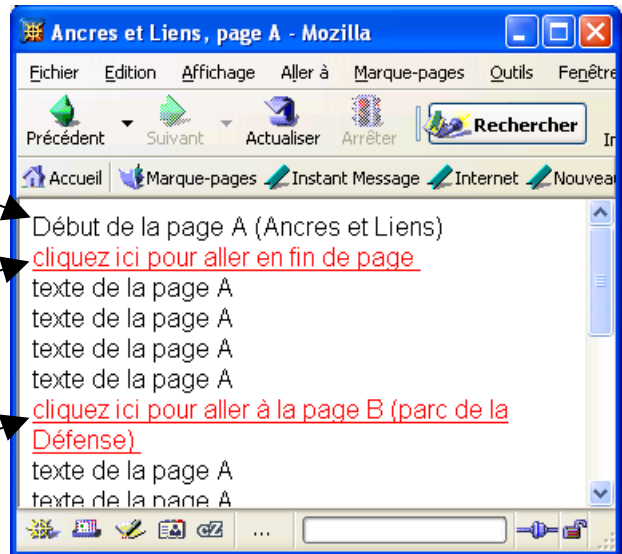 Ancres et Liens, page A - Mozilla
Fichier Edition Affichage Aller à Marque-pages Outils Fenêtre
Précédent Suivant Actualiser Arrêter Rechercher
Accueil Marque-pages Instant Message Internet Nouveau
Début de la page A (Ancres et Liens)
cliquez ici pour aller en fin de page
texte de la page A
texte de la page A
texte de la page A
texte de la page A
cliquez ici pour aller à la page B (parc de la
Défense)
texte de la page A
texte de la page A
...